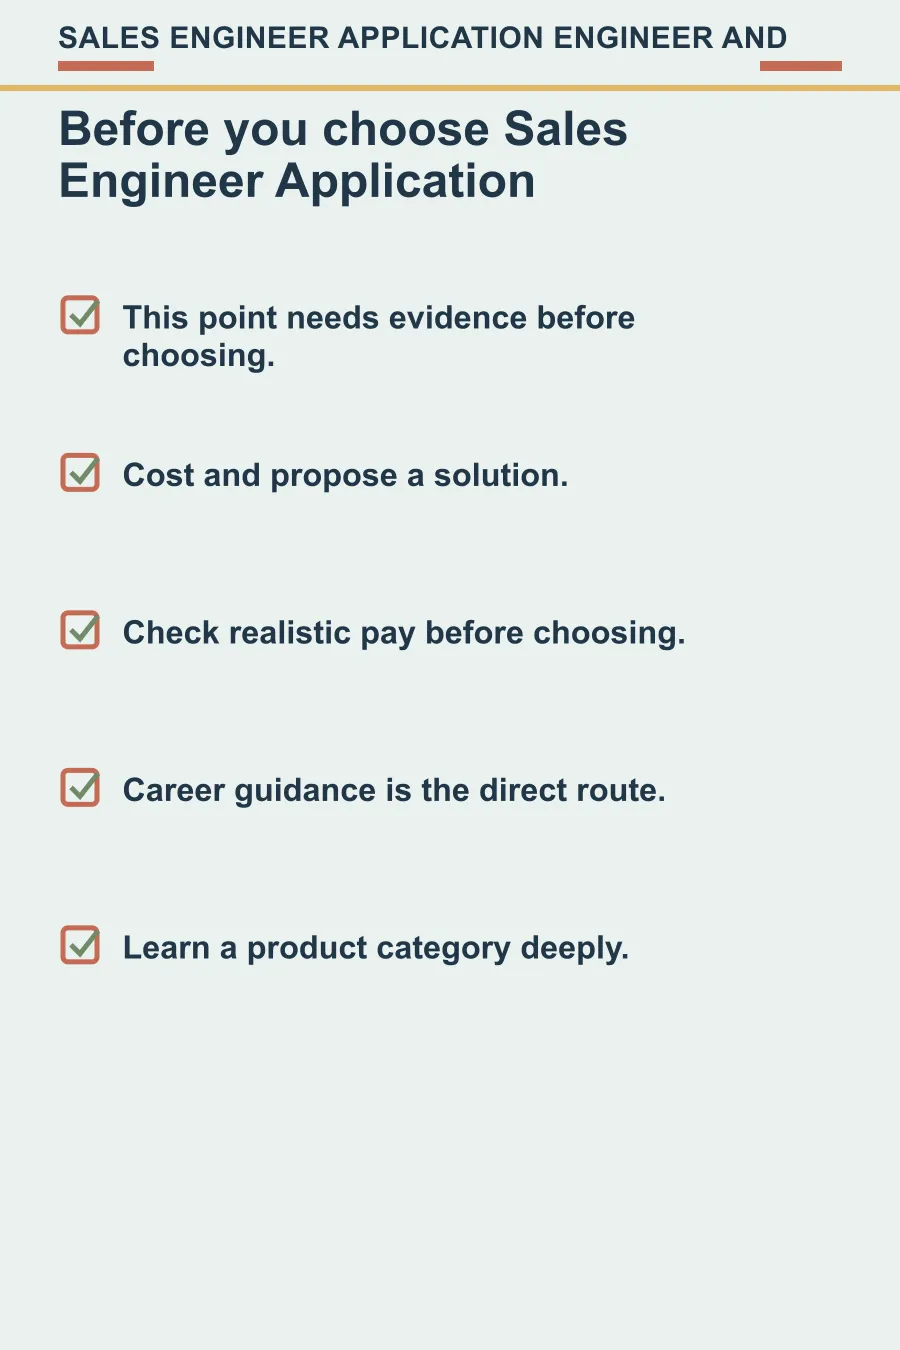 SALES ENGINEER APPLICATION ENGINEER AND
Before you choose Sales
Engineer Application
This point needs evidence before
choosing.
Cost and propose a solution.
Check realistic pay before choosing.
Career guidance is the direct route.
Learn a product category deeply.